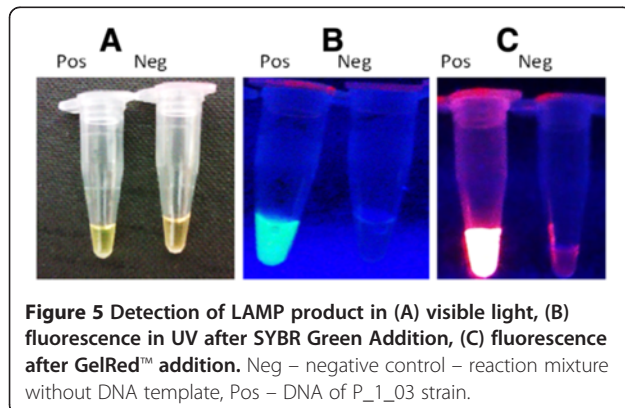 A B C
Pos Neg Pos Neg Pos Neg
Figure 5 Detection of LAMP product in (A) visible light, (B)
fluorescence in UV after SYBR Green Addition, (C) fluorescence
after GelRed™ addition. Neg – negative control – reaction mixture
without DNA template, Pos – DNA of P_1_03 strain.